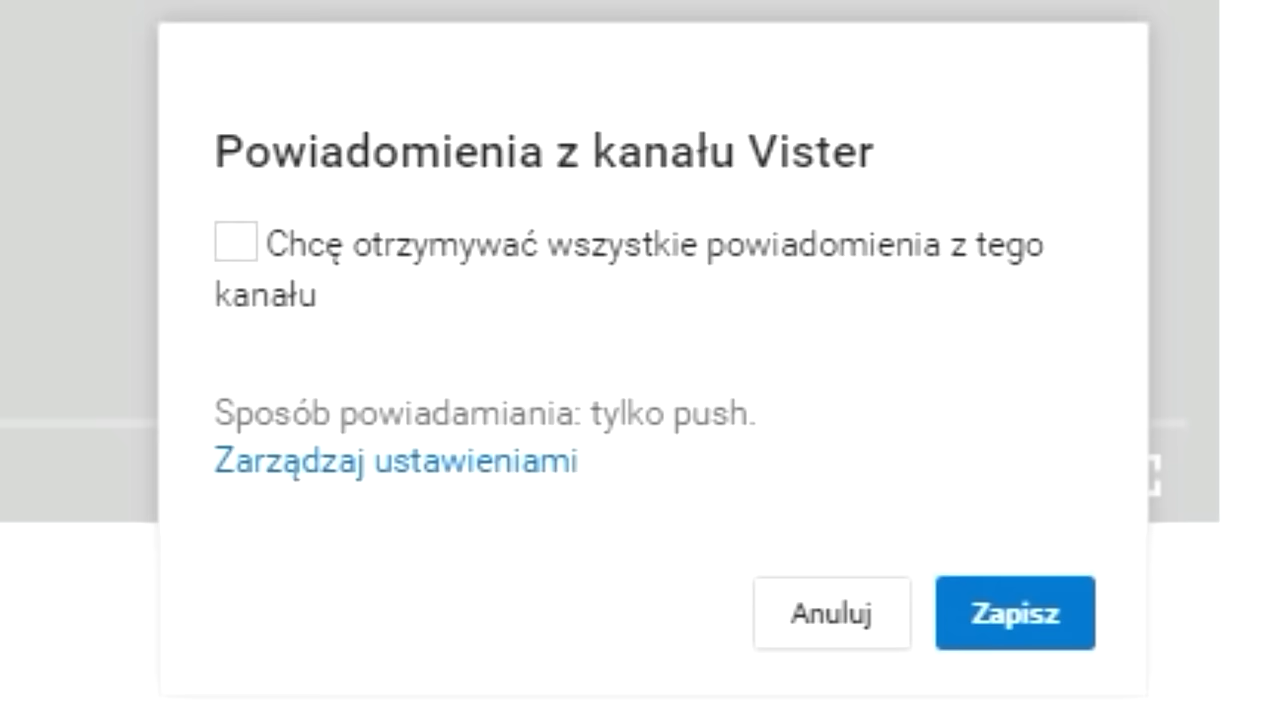 Powiadomienia z kanału Vister
Chcę otrzymywać wszystkie powiadomienia z tego
kanału
Sposób powiadamiania: tylko push.
Zarządzaj ustawieniami
Anuluj
Zapisz